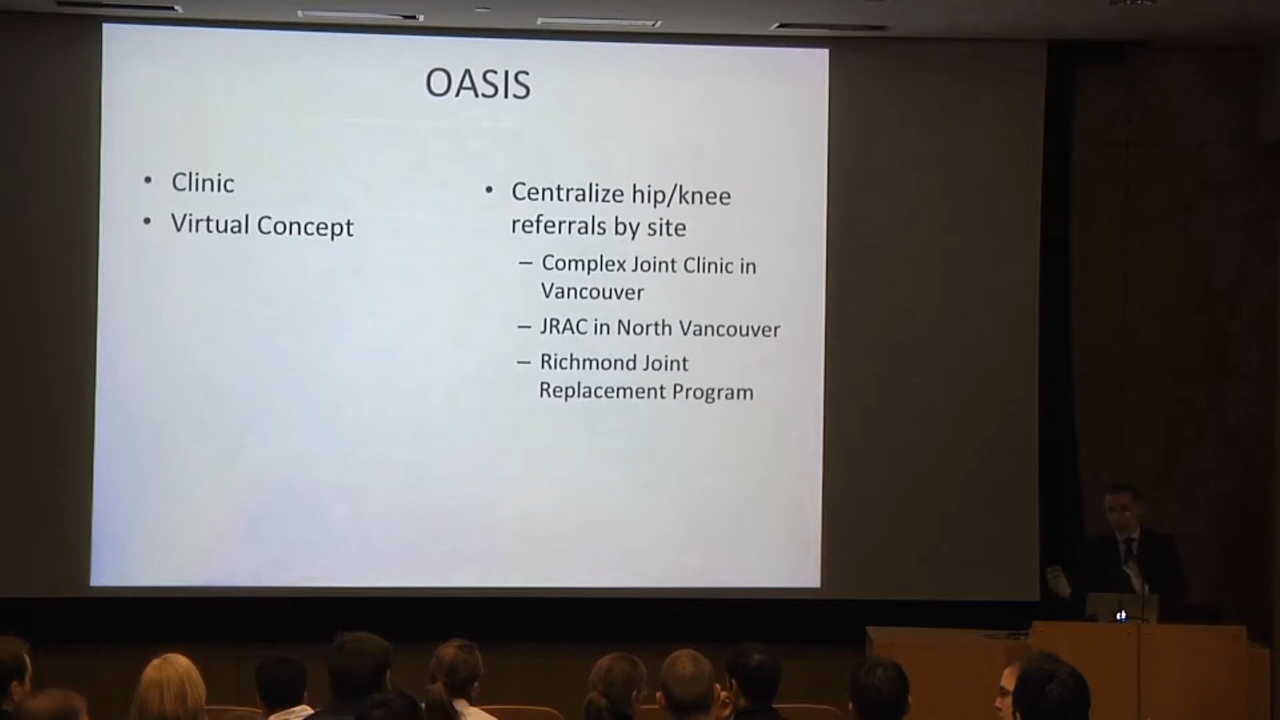 OASIS
• Clinic
• Virtual Concept
• Centralize hip/knee
referrals by site
– Complex Joint Clinic in
Vancouver
– JRAC in North Vancouver
– Richmond Joint
Replacement Program